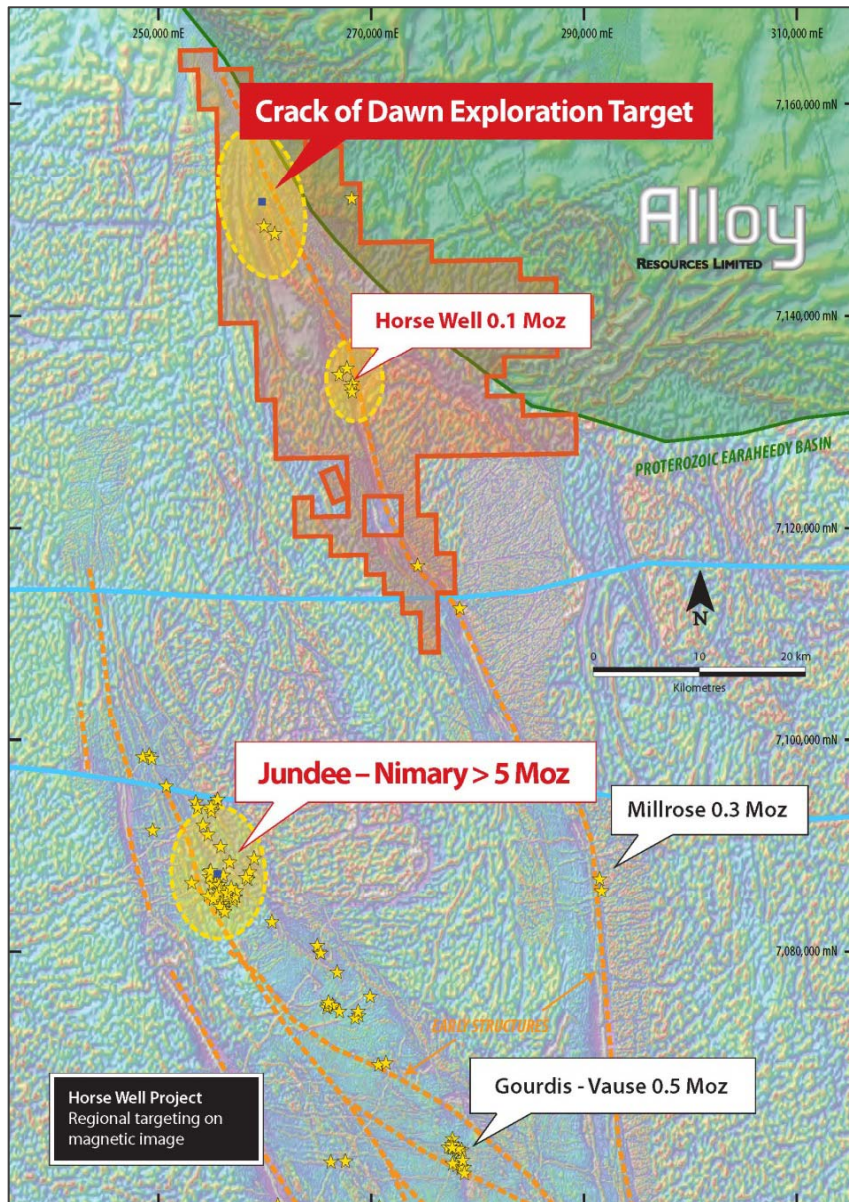 250,000 mE
270,000 mE
290,000 mE
310,000 mE
7,160,000 mN
Crack of Dawn Exploration Target
Alloy
RESOURCES LIMITED
7,140,000 mN
Horse Well 0.1 Moz
PROTEROZOIC EARAHEEDY BASIN
7,120,000 mN
N
0 10 20 km
Kilometres
7,100,000 mN
Jundee – Nimary > 5 Moz
Millrose 0.3 Moz
7,080,000 mN
EARLY STRUCTURES
Gourdis - Vause 0.5 Moz
Horse Well Project
Regional targeting on
magnetic image